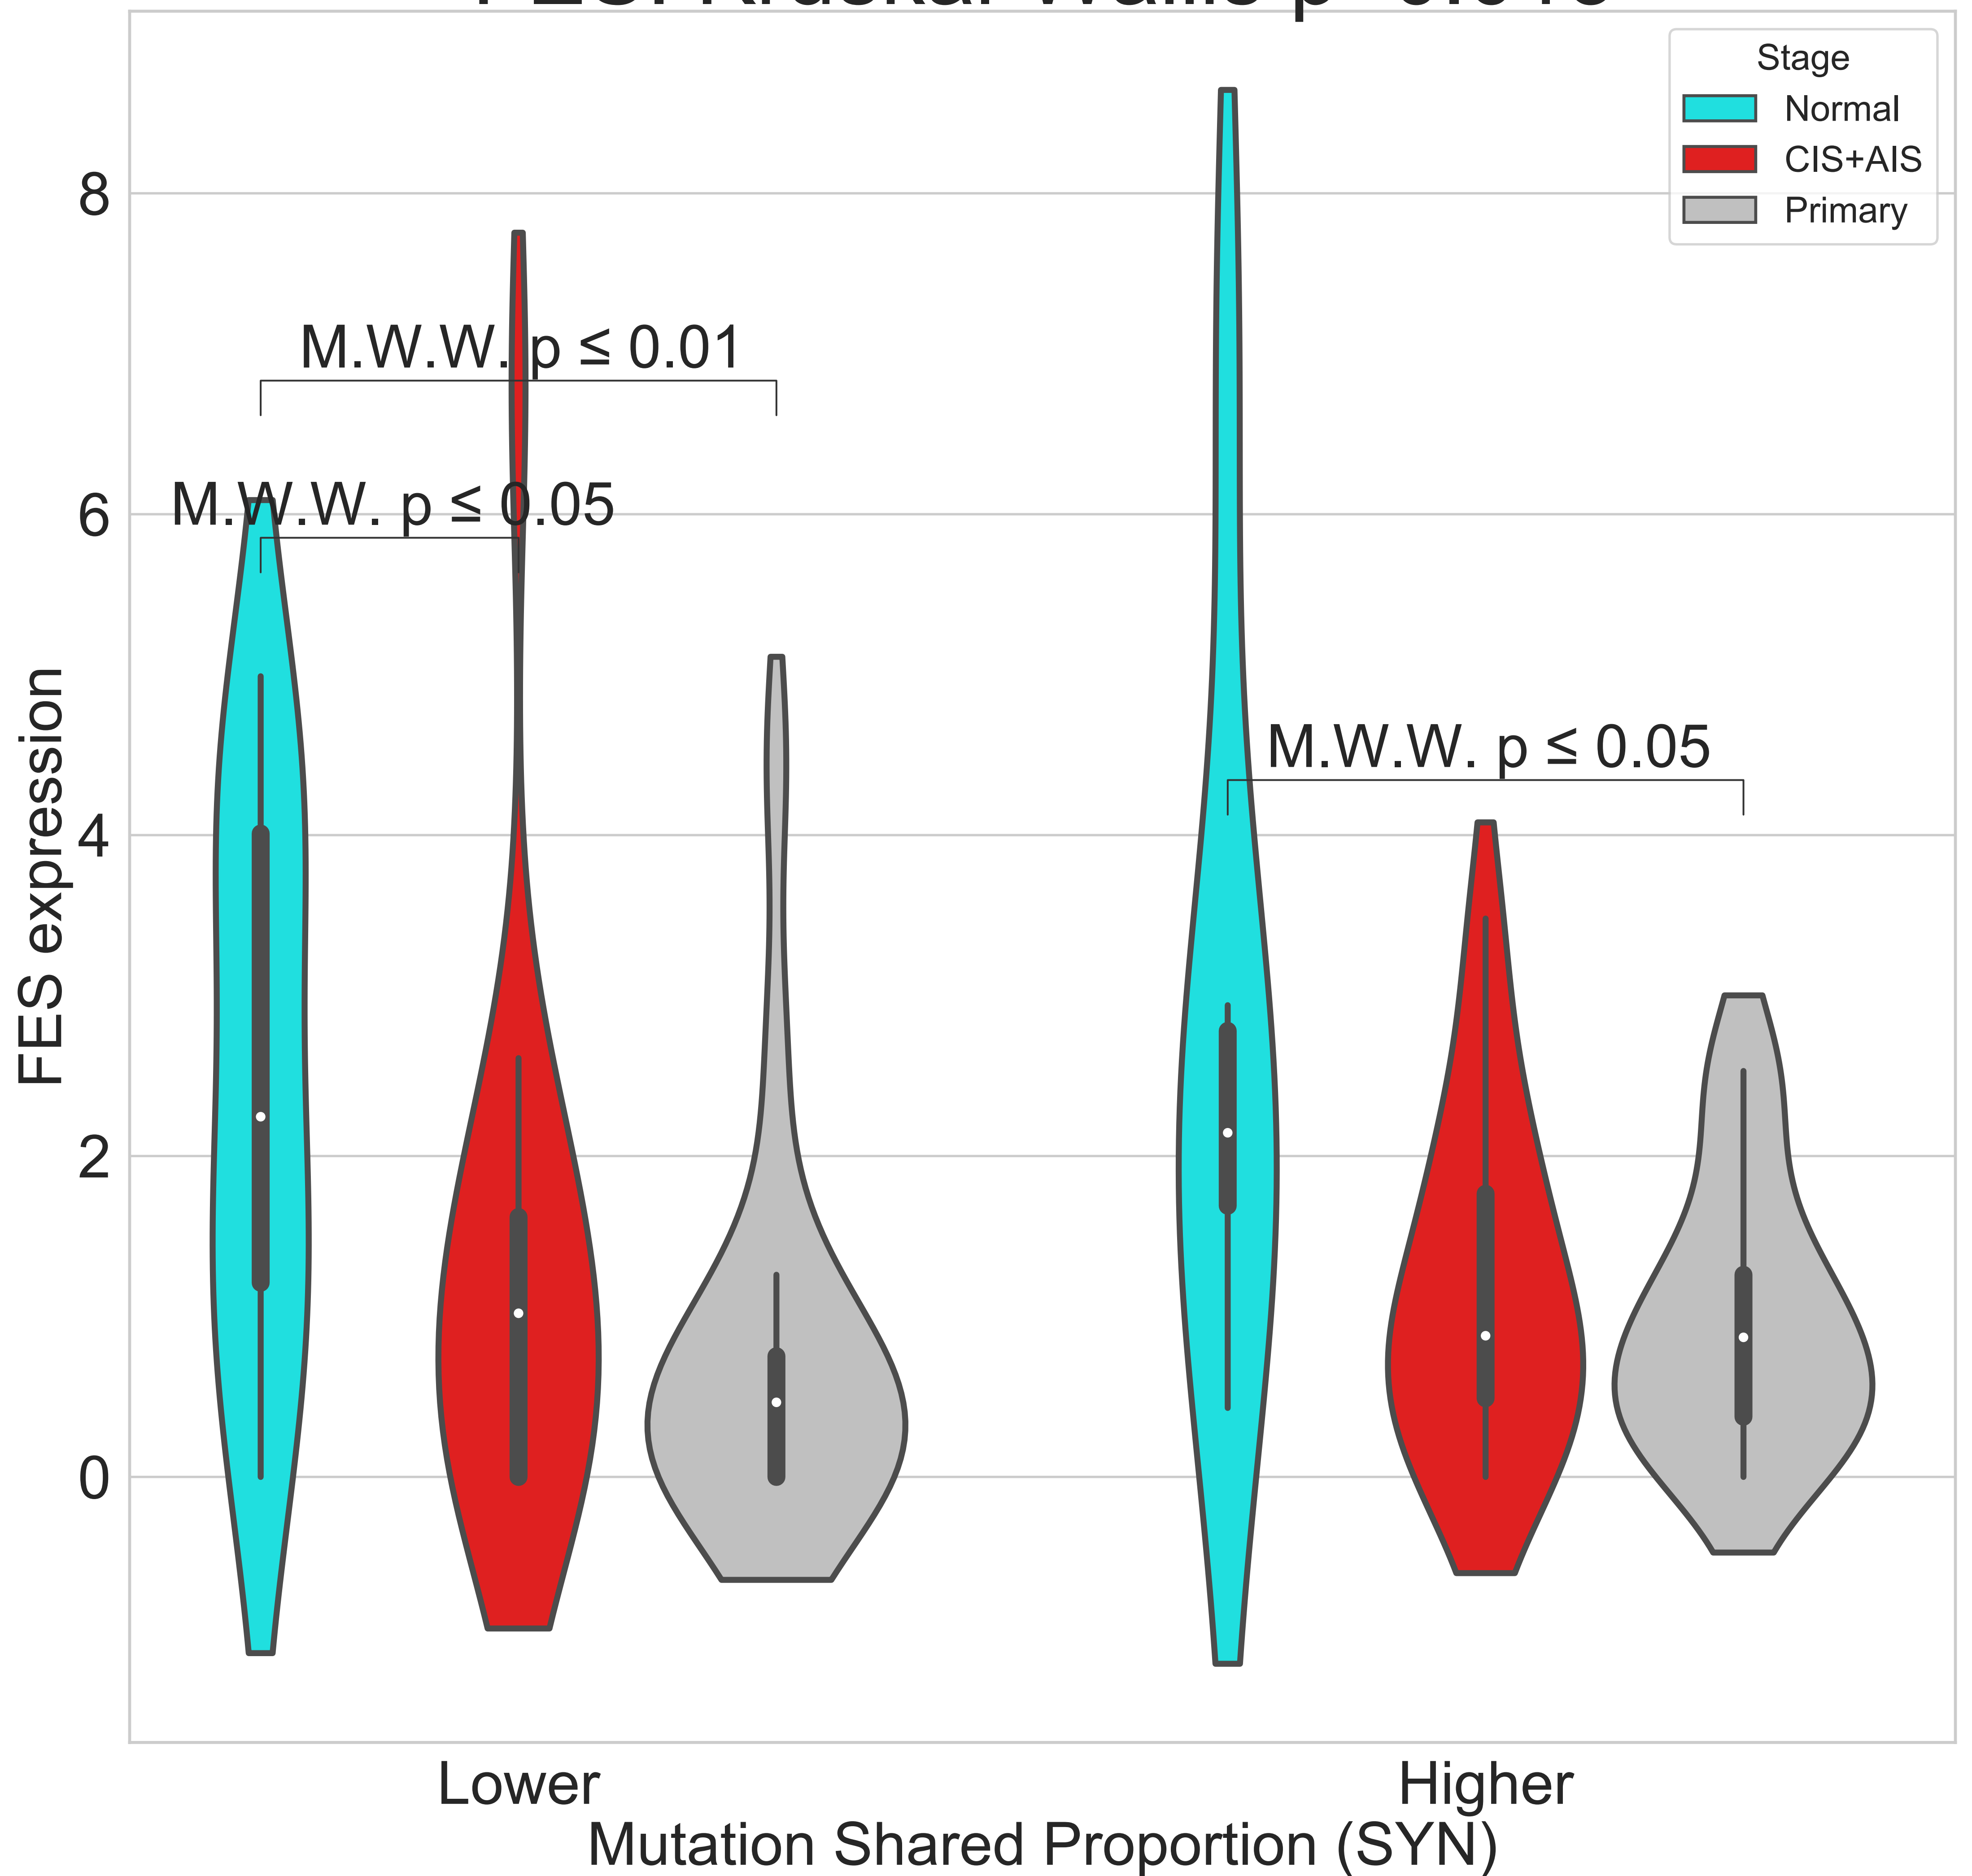 Stage
Normal
CIS+AIS
Primary
8
M.W.W. p ≤ 0.01
M.W.W. p ≤ 0.05
6
M.W.W. p ≤ 0.05
4
2
0
FES expression
Lower
Higher
Mutation Shared Proportion (SYN)